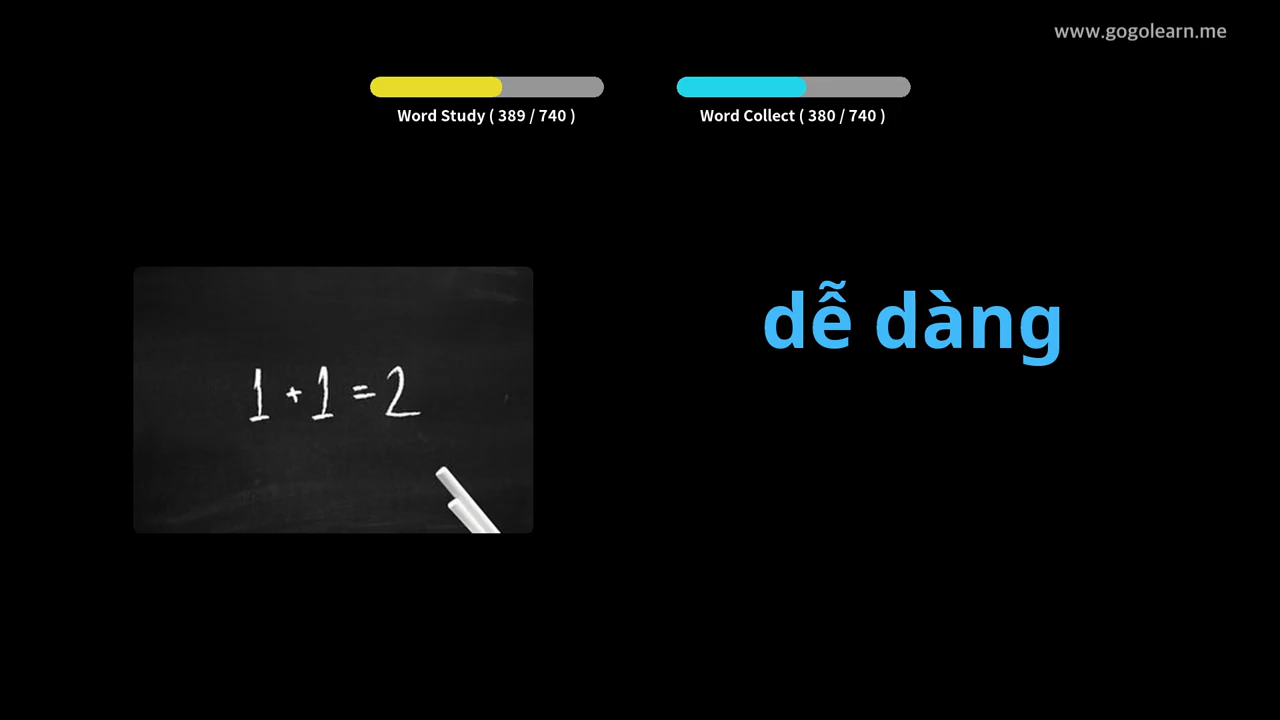 www.gogolearn.me
Word Study ( 389 / 740 )
Word Collect ( 380 / 740 )
1 + 1 = 2
dễ dàng